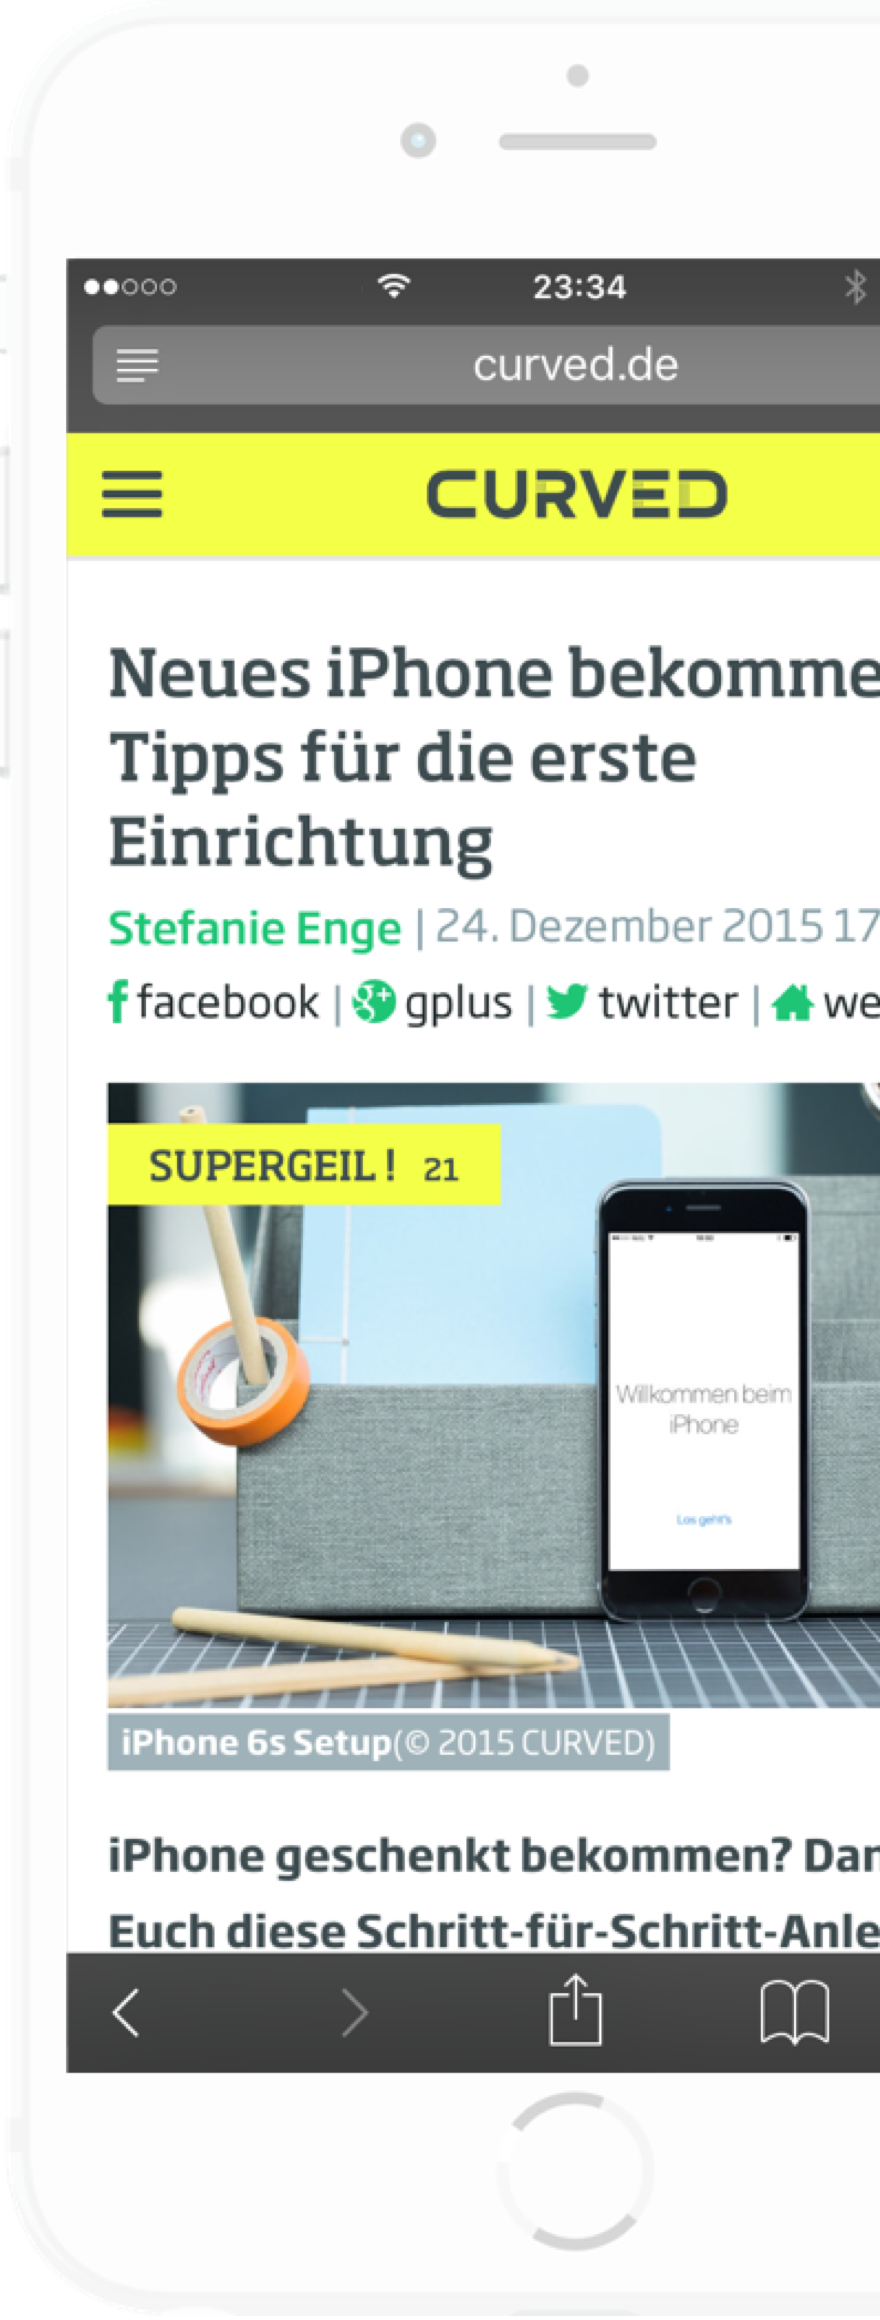 23:34
curved.de
CURVED
Neues iPhone bekomme
Tipps für die erste
Einrichtung
Stefanie Enge | 24. Dezember 2015 17
facebook | gplus | twitter | we
SUPERGEIL! 21
Willkommen beim
iPhone
Los geht's
iPhone 6s Setup(© 2015 CURVED)
iPhone geschenkt bekommen? Dan
Euch diese Schritt-für-Schritt-Anle